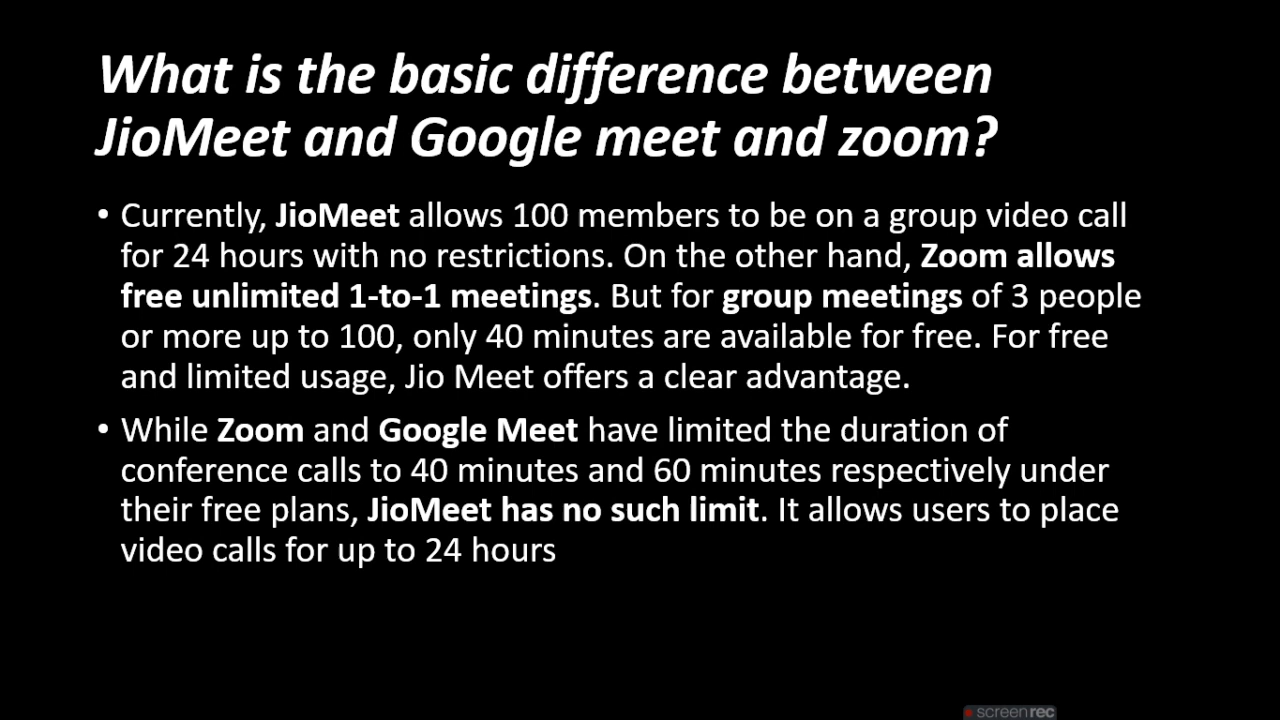 What is the basic difference between
JioMeet and Google meet and zoom?
• Currently, JioMeet allows 100 members to be on a group video call
for 24 hours with no restrictions. On the other hand, Zoom allows
free unlimited 1-to-1 meetings. But for group meetings of 3 people
or more up to 100, only 40 minutes are available for free. For free
and limited usage, Jio Meet offers a clear advantage.
• While Zoom and Google Meet have limited the duration of
conference calls to 40 minutes and 60 minutes respectively under
their free plans, JioMeet has no such limit. It allows users to place
video calls for up to 24 hours
screenrec